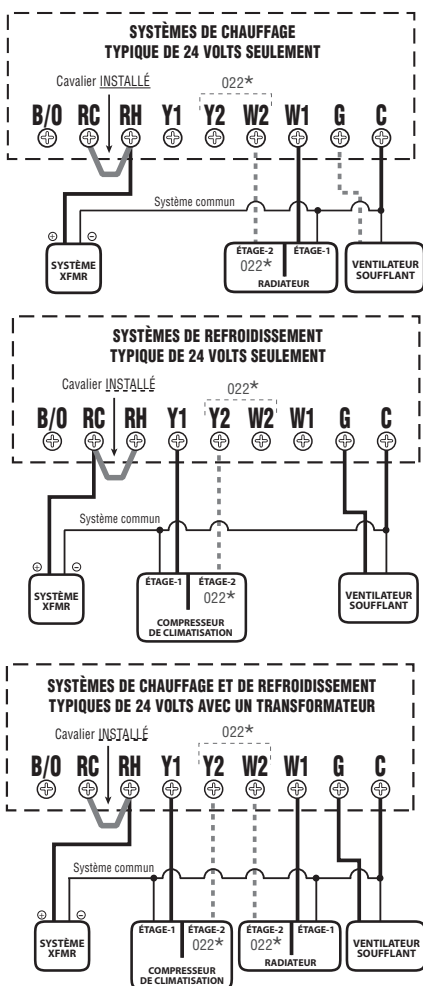 SYSTÈMES DE CHAUFFAGE
TYPIQUE DE 24 VOLTS SEULEMENT
Cavalier INSTALLÉ
022*
B/O RC RH Y1 Y2 W2 W1 G C
Système commun
+ −
SYSTÈME
XFMR
ÉTAGE-2 ÉTAGE-1
022*
RADIATEUR
VENTILATEUR
SOUFFLANT
SYSTÈMES DE REFROIDISSEMENT
TYPIQUE DE 24 VOLTS SEULEMENT
Cavalier INSTALLÉ
022*
B/O RC RH Y1 Y2 W2 W1 G C
Système commun
+ −
SYSTÈME
XFMR
ÉTAGE-1 ÉTAGE-2
022*
COMPRESSEUR
DE CLIMATISATION
VENTILATEUR
SOUFFLANT
SYSTÈMES DE CHAUFFAGE ET DE REFROIDISSEMENT
TYPIQUES DE 24 VOLTS AVEC UN TRANSFORMATEUR
Cavalier INSTALLÉ
022*
B/O RC RH Y1 Y2 W2 W1 G C
Système commun
+ −
SYSTÈME
XFMR
ÉTAGE-1 ÉTAGE-2
022*
COMPRESSEUR
DE CLIMATISATION
ÉTAGE-2 ÉTAGE-1
022*
RADIATEUR
VENTILATEUR
SOUFFLANT